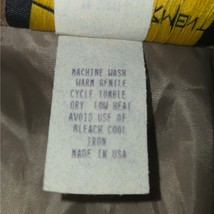 MACHINE WASH
WARM GENTLE
CYCLE TUMBLE
DRY LOW HEAT
AVOID USE OF
BLEACH COOL
IRON
MADE IN USA